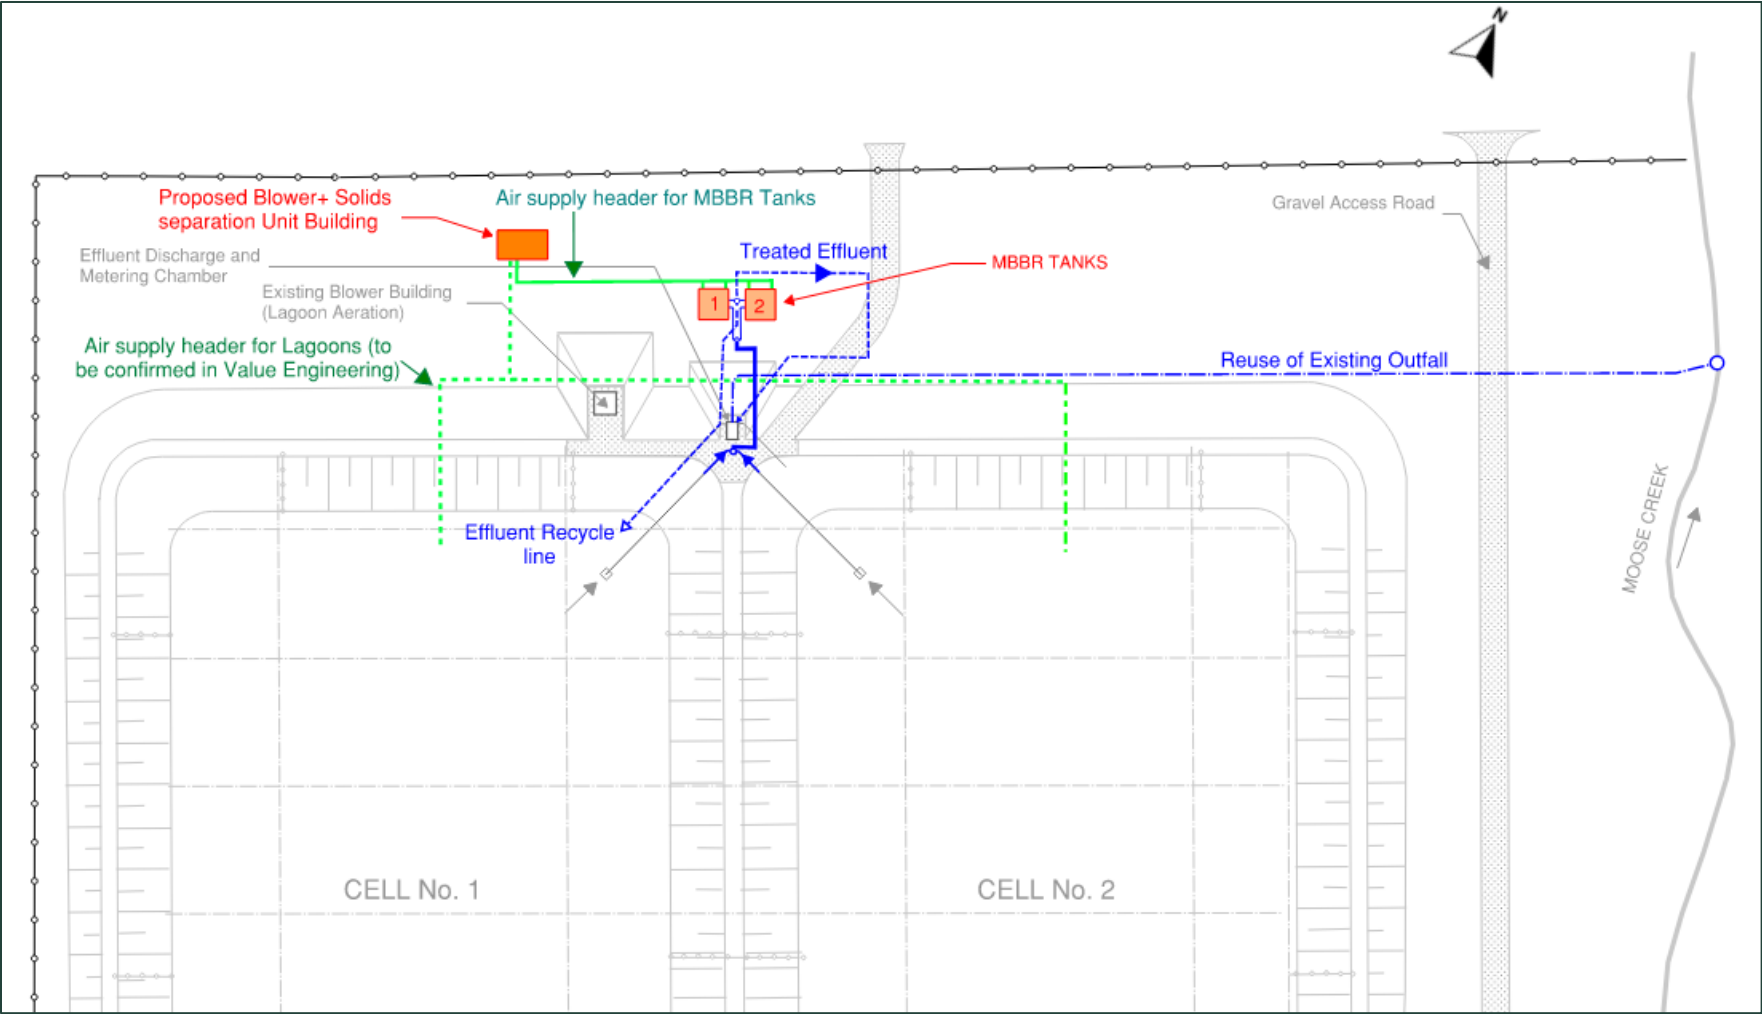 N
Proposed Blower+ Solids
separation Unit Building
Air supply header for MBBR Tanks
Gravel Access Road
Effluent Discharge and
Metering Chamber
Treated Effluent
MBBR TANKS
Existing Blower Building
(Lagoon Aeration)
1
2
Air supply header for Lagoons (to
be confirmed in Value Engineering)
Reuse of Existing Outfall
Effluent Recycle
line
MOOSE CREEK
CELL No. 1
CELL No. 2